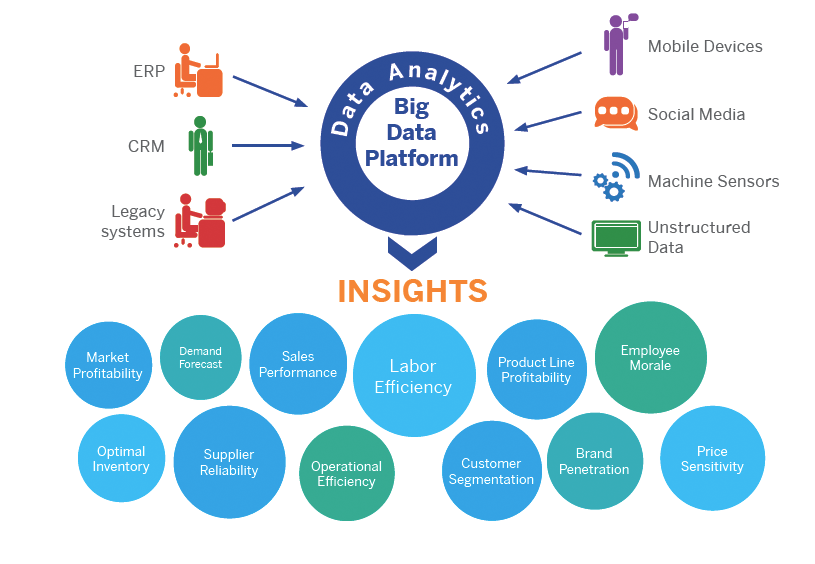 ERP
CRM
Legacy
systems
Data Analytics
Big
Data
Platform
Mobile Devices
Social Media
Machine Sensors
Unstructured
Data
INSIGHTS
Market
Profitability
Demand
Forecast
Sales
Performance
Labor
Efficiency
Product Line
Profitability
Employee
Morale
Optimal
Inventory
Supplier
Reliability
Operational
Efficiency
Customer
Segmentation
Brand
Penetration
Price
Sensitivity